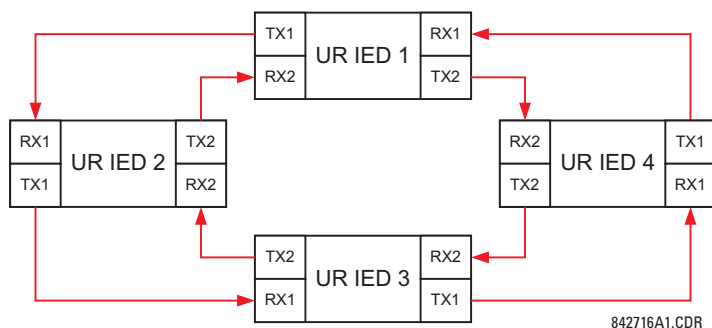 TX1 UR IED 1 RX1
RX2 TX2
RX1 UR IED 2 TX2
TX1 RX2
RX2 UR IED 4 TX1
TX2 RX1
TX2 UR IED 3 RX2
RX1 TX1
842716A1.CDR